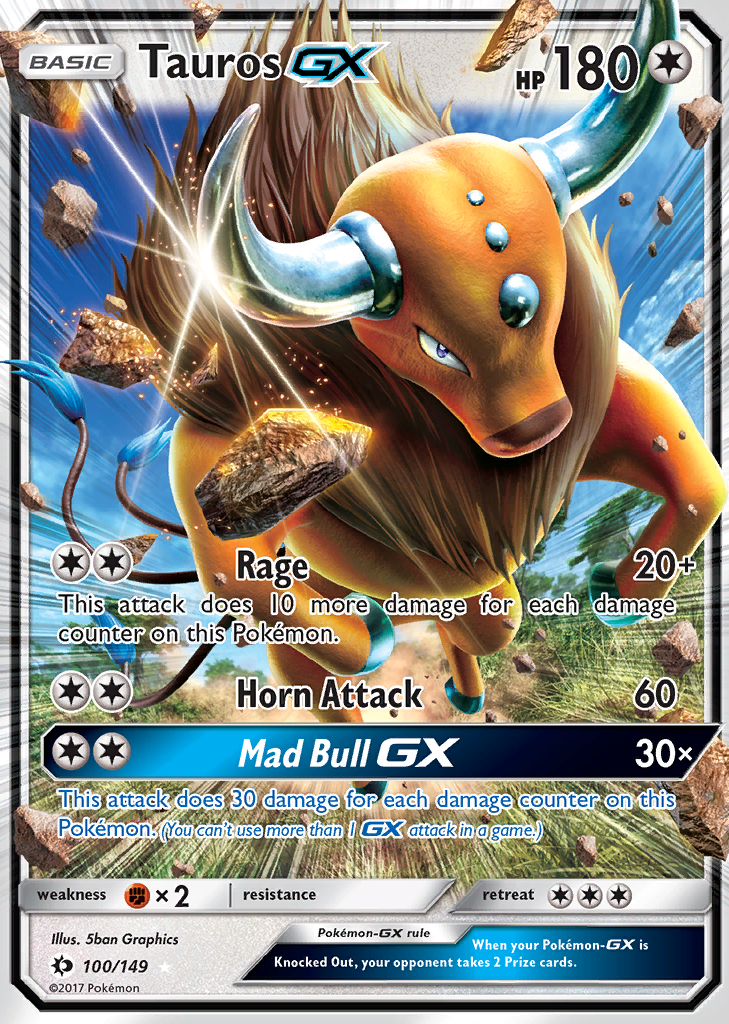 BASIC Tauros GX HP 180
Rage 20+
This attack does 10 more damage for each damage
counter on this Pokémon.
Horn Attack 60
Mad Bull GX 30×
This attack does 30 damage for each damage counter on this
Pokémon. (You can't use more than 1 GX attack in a game.)
weakness × 2 resistance retreat
Illus. 5ban Graphics
100/149
©2017 Pokémon
Pokémon-GX rule
When your Pokémon-GX is
Knocked Out, your opponent takes 2 Prize cards.